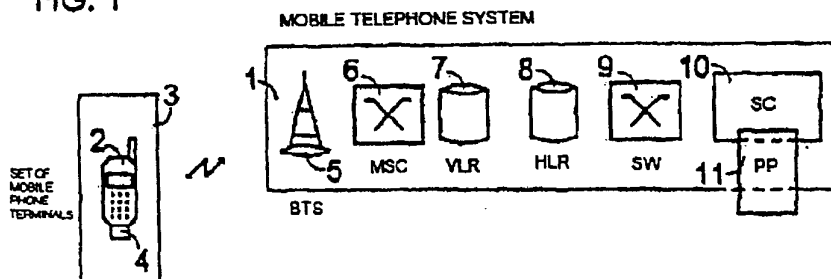 FIG. 1
MOBILE TELEPHONE SYSTEM
1
6
7
8
9
10
SC
3
2
SET OF
MOBILE
PHONE
TERMINALS
4
5
MSC
VLR
HLR
SW
11
PP
BTS